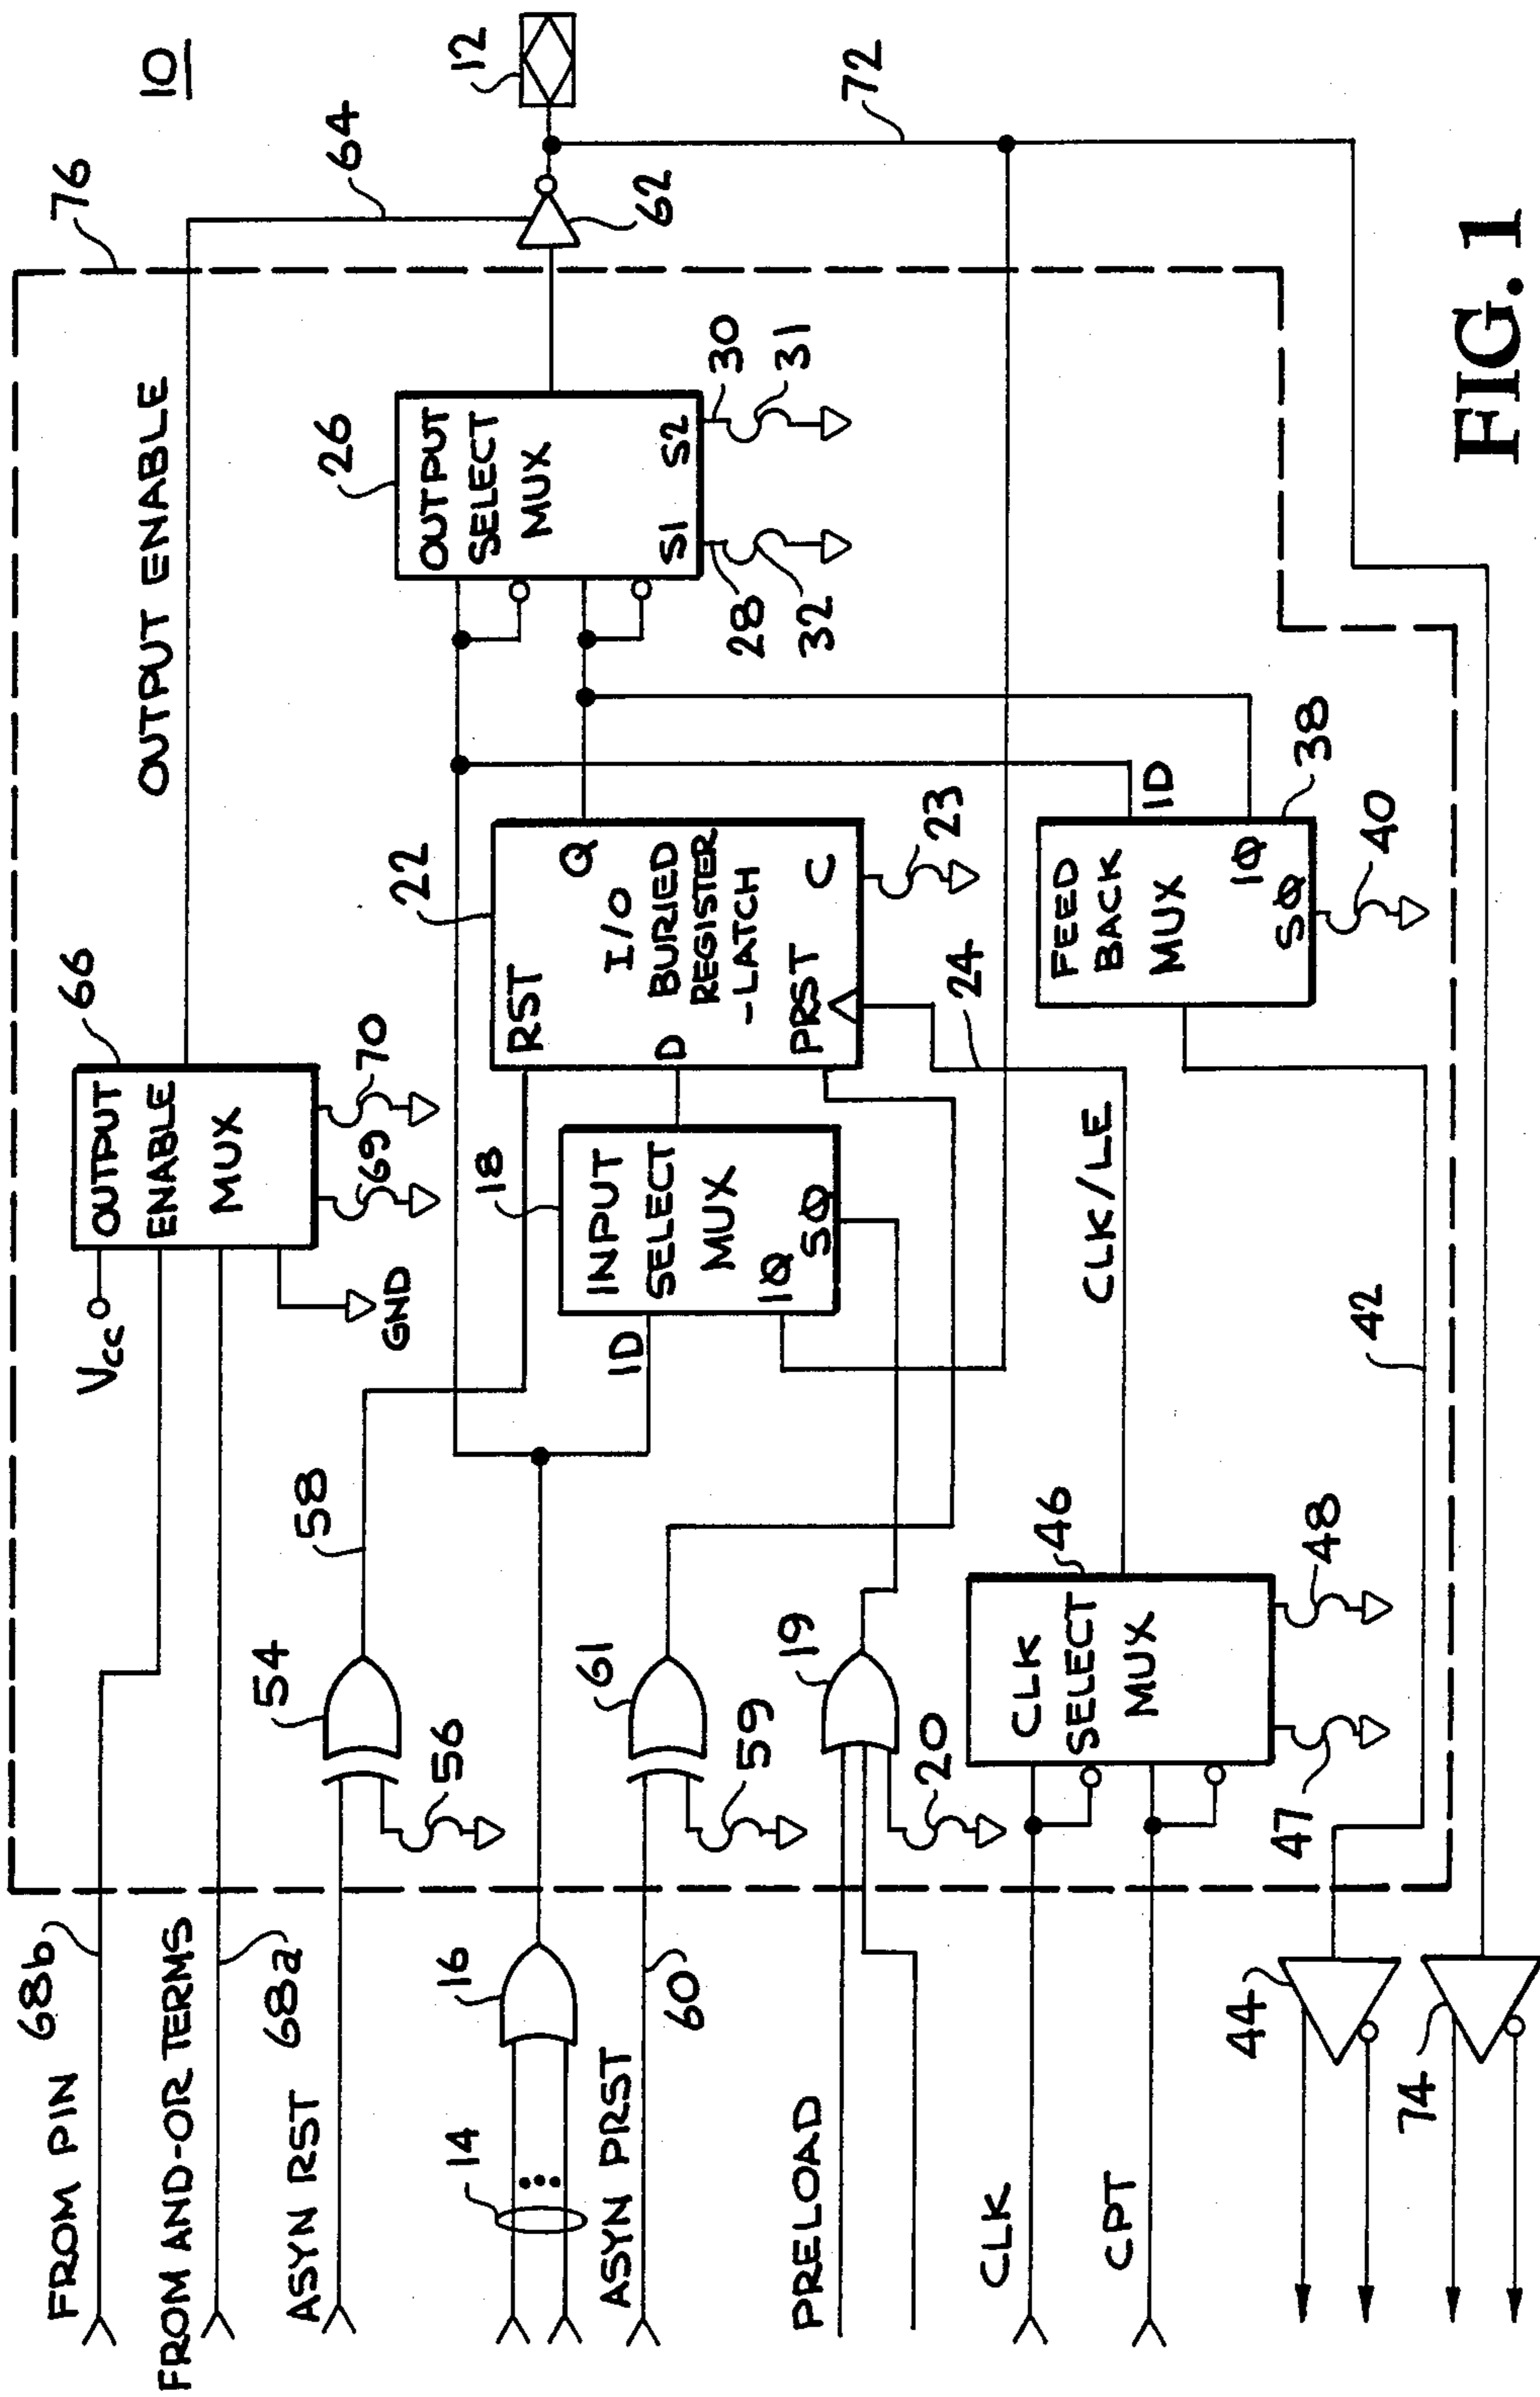 10
FROM PIN 68b
FROM AND-OR TERMS
68a
ASYN RST
14
16
ASYN PRST
60
PRELOAD
CLK
CPT
44
74
54
56
58
61
59
19
20
CLK
SELECT
MUX
46
47
48
42
Vcc
GND
OUTPUT
ENABLE
MUX
66
69
70
OUTPUT ENABLE
64
76
18
1D
INPUT
SELECT
MUX
1Ø
SØ
CLK/LE
24
22
RST
D
PRST
I/O
BURIED
REGISTER
-LATCH
Q
C
23
FEED
BACK
MUX
1D
1Ø
SØ
38
40
26
OUTPUT
SELECT
MUX
S1
S2
28
32
30
31
62
12
72
FIG. 1